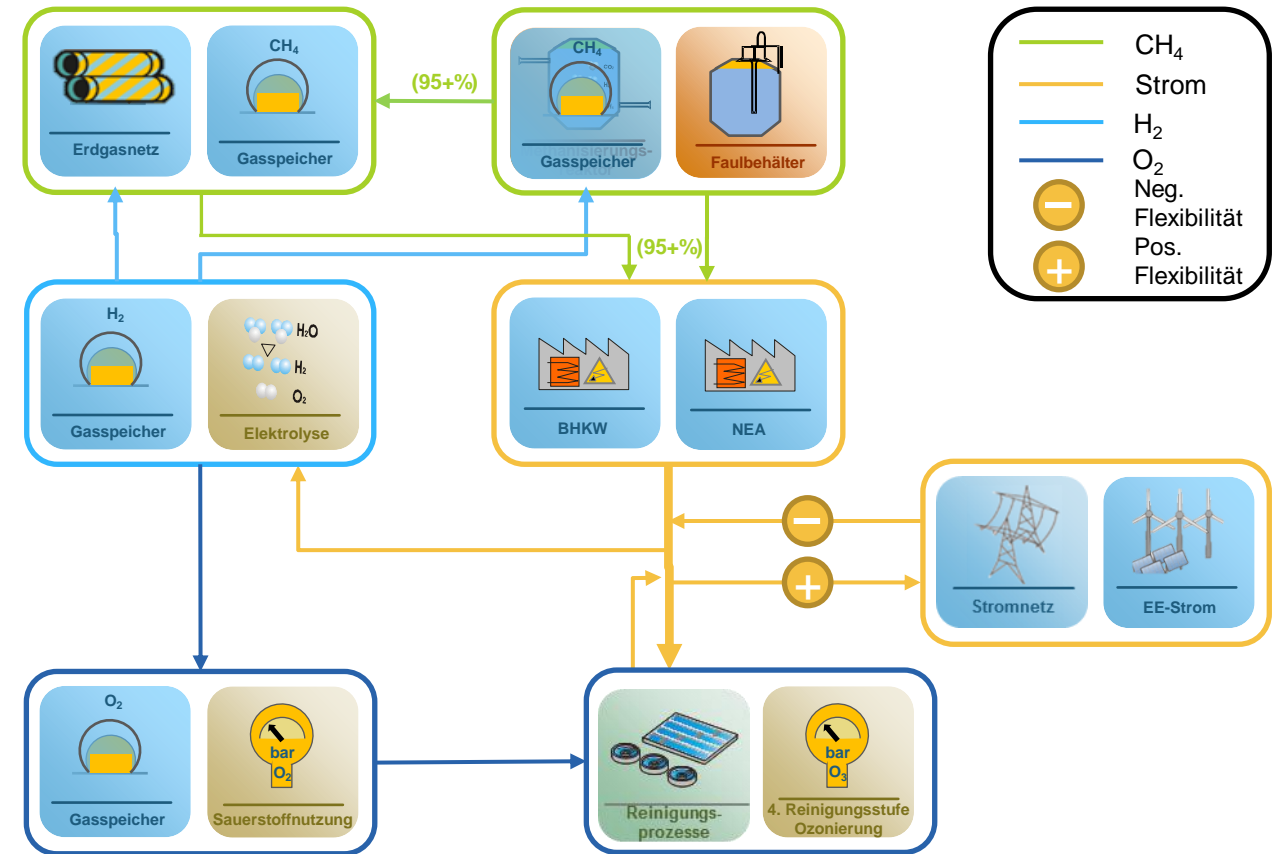 CH₄
Erdgasnetz
Gasspeicher
(95+%)
CH₄
Gasspeicher
Faulbehälter
(95+%)
CH₄
Strom
H₂
O₂
Neg.
Flexibilität
Pos.
Flexibilität
H₂
Gasspeicher
H₂O
H₂
O₂
Elektrolyse
BHKW
NEA
Stromnetz
EE-Strom
O₂
Gasspeicher
bar
O₂
Sauerstoffnutzung
Reinigungs-
prozesse
bar
O₃
4. Reinigungsstufe
Ozonierung